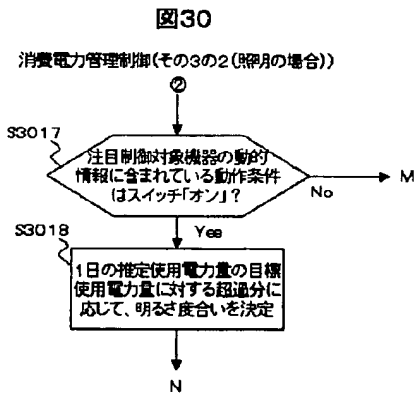 図30
消費電力管理制御(その3の2(照明の場合))
②
S3017
注目制御対象機器の動的
情報に含まれている動作条件
はスイッチ「オン」?
No
M
Yes
S3018
1日の推定使用電力量の目標
使用電力量に対する超過分に
応じて、明るさ度合いを決定
N